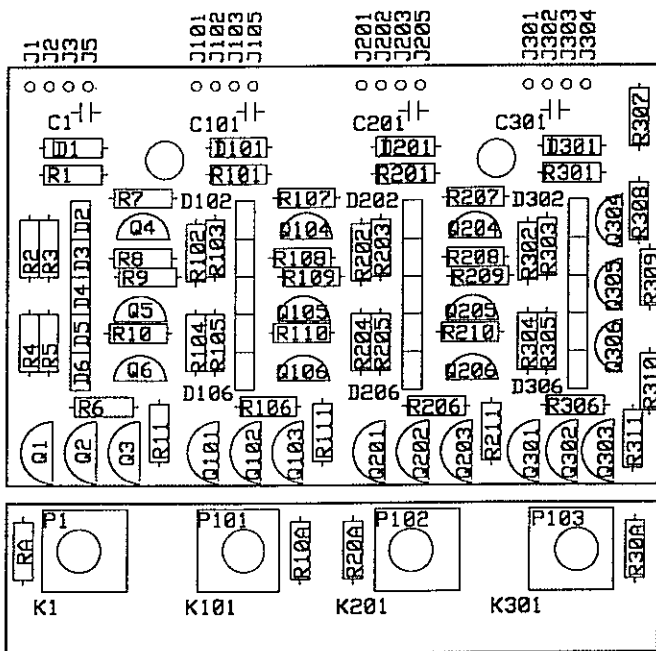 J1 J2 J3 J5 J101 J102 J103 J105 J201 J202 J203 J205 J301 J302 J303 J304
C1 C101 C201 C301 R307
D1 D101 D201 D301
R1 R101 R201 R301
R7 D102 R107 D202 R207 D302 R308
D2 Q4 Q104 Q204 Q304
R2 R3 D3 R8 R102 R103 R108 R202 R203 R208 R302 R303 R309
D4 R9 R109 R209 Q305
Q5 Q105 Q205
R4 R5 D5 R10 R104 R105 R110 R204 R205 R210 R304 R305 Q306
D6 Q6 Q106 Q206 R310
D106 D206 D306
R6 R106 R206 R306
Q1 Q2 Q3 R11 Q101 Q102 Q103 R111 Q201 Q202 Q203 R211 Q301 Q302 Q303 R311
P1 P101 P102 P103
RA R10A R20A R30A
K1 K101 K201 K301